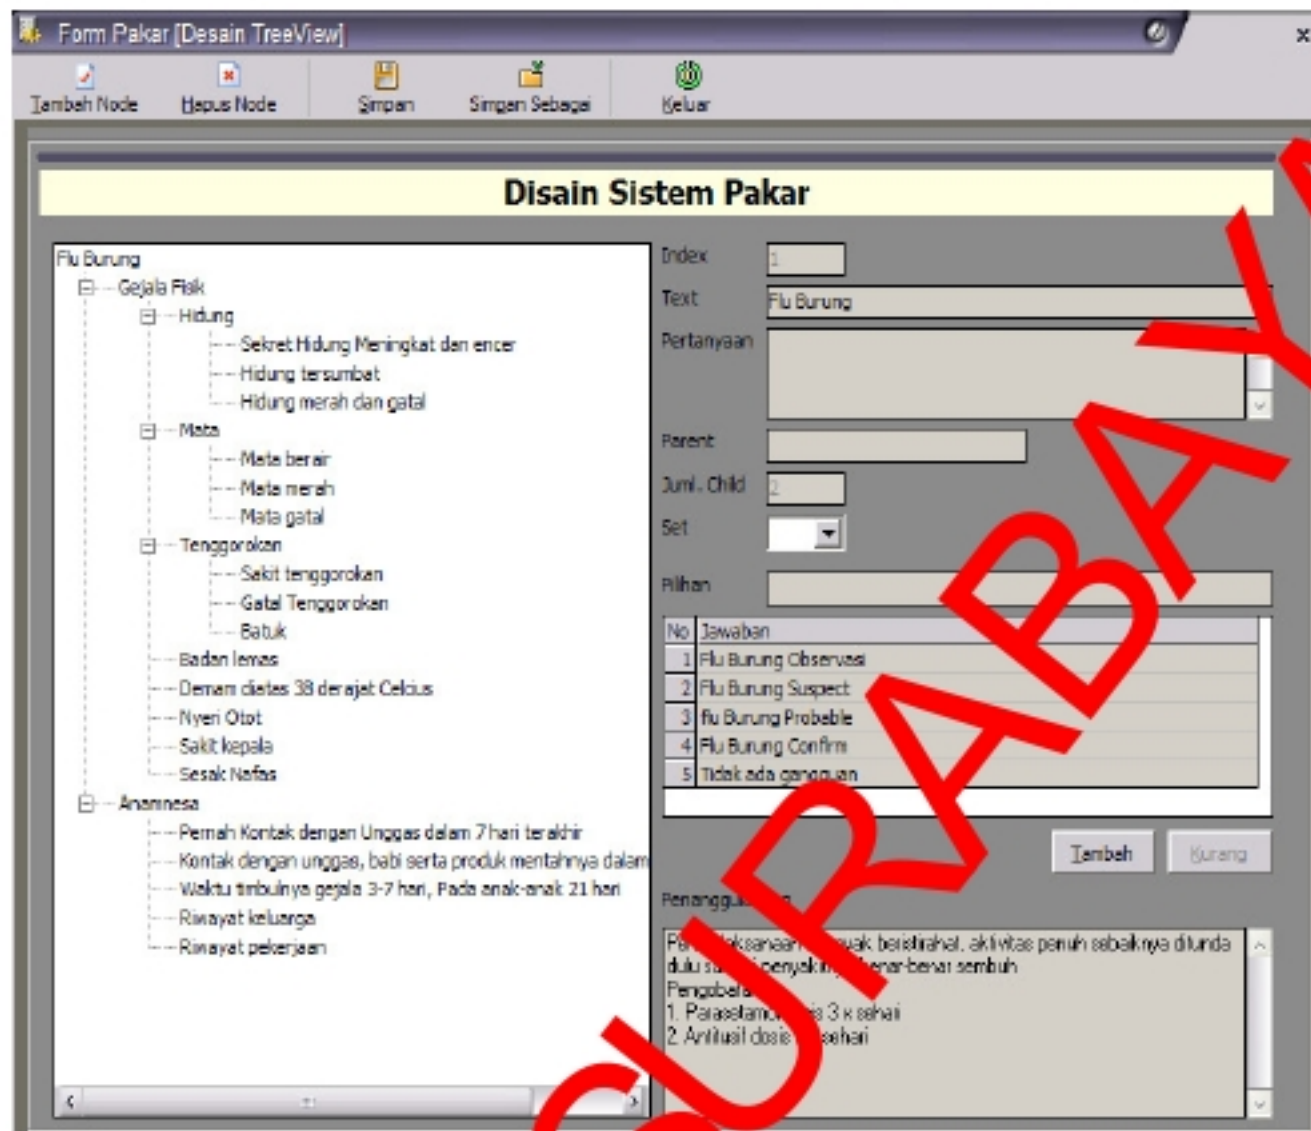 Form Pakar [Desain TreeView]
Tambah Node Hapus Node Simpan Simpan Sebagai Keluar
Disain Sistem Pakar
Flu Burung
Gejala Fisik
Hidung
Sekret Hidung Meningkat dan encer
Hidung tersumbat
Hidung merah dan gatal
Mata
Mata berair
Mata merah
Mata gatal
Tenggorokan
Sakit tenggorokan
Gatal Tenggorokan
Batuk
Badan lemas
Demam diatas 38 derajat Celcius
Nyeri Otot
Sakit kepala
Sesak Nafas
Anamnesa
Pernah Kontak dengan Unggas dalam 7 hari terakhir
Kontak dengan unggas, babi serta produk mentahnya dalam
Waktu timbulnya gejala 3-7 hari, Pada anak-anak 21 hari
Riwayat keluarga
Riwayat pekerjaan
Index 1
Text Flu Burung
Pertanyaan
Parent
Juml. Child 2
Set
Pilihan
No Jawaban
1 Flu Burung Observasi
2 Flu Burung Suspect
3 flu Burung Probable
4 Flu Burung Confirm
5 Tidak ada gangguan
Tambah Kurang
beristirahat, aktivitas penuh sebaiknya ditunda
dulu benar-benar sembuh
1. 3 x sehari
2. Antitusif dosis sehari
SURABAYA